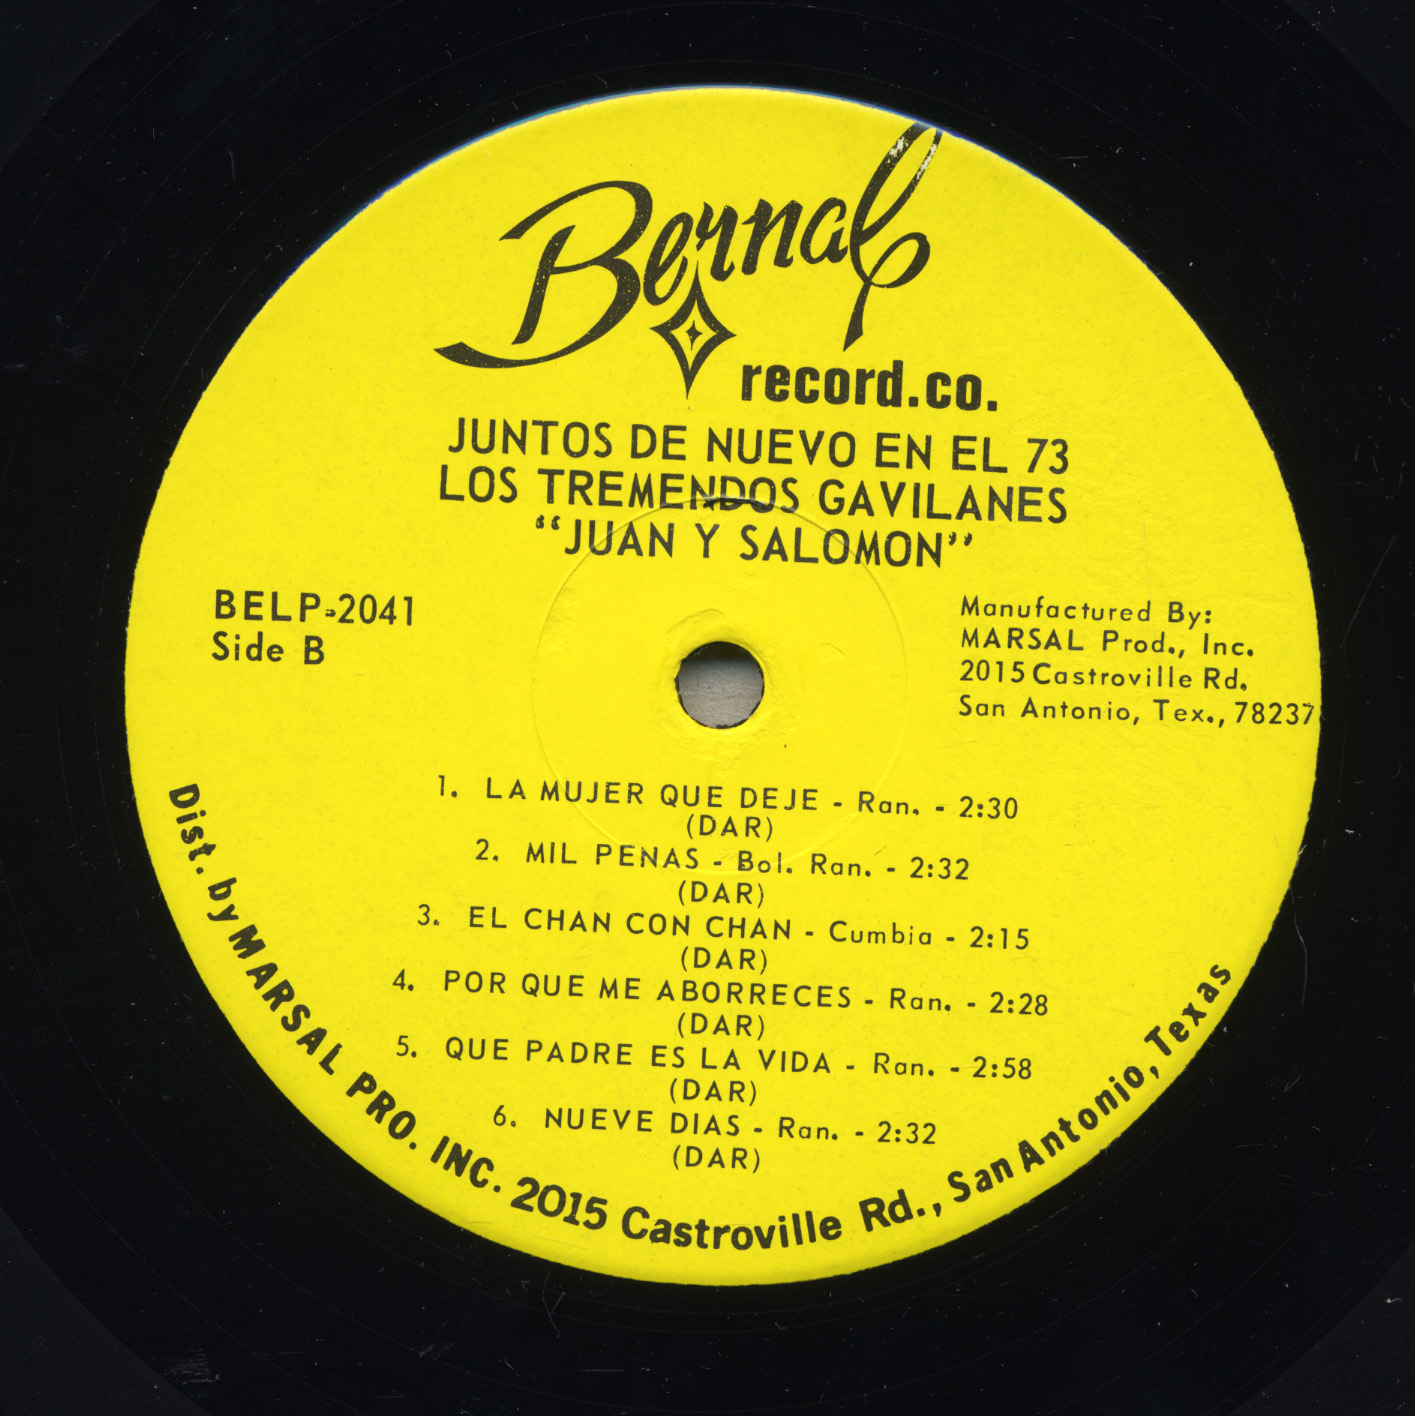 Bernal
record.co.
JUNTOS DE NUEVO EN EL 73
LOS TREMENDOS GAVILANES
“JUAN Y SALOMON”
BELP-2041
Side B
Manufactured By:
MARSAL Prod., Inc.
2015 Castroville Rd.
San Antonio, Tex., 78237
1. LA MUJER QUE DEJE - Ran. - 2:30
(DAR)
2. MIL PENAS - Bol. Ran. - 2:32
(DAR)
3. EL CHAN CON CHAN - Cumbia - 2:15
(DAR)
4. POR QUE ME ABORRECES - Ran. - 2:28
(DAR)
5. QUE PADRE ES LA VIDA - Ran. - 2:58
(DAR)
6. NUEVE DIAS - Ran. - 2:32
(DAR)
Dist. by MARSAL PRO. INC. 2015 Castroville Rd., San Antonio, Texas